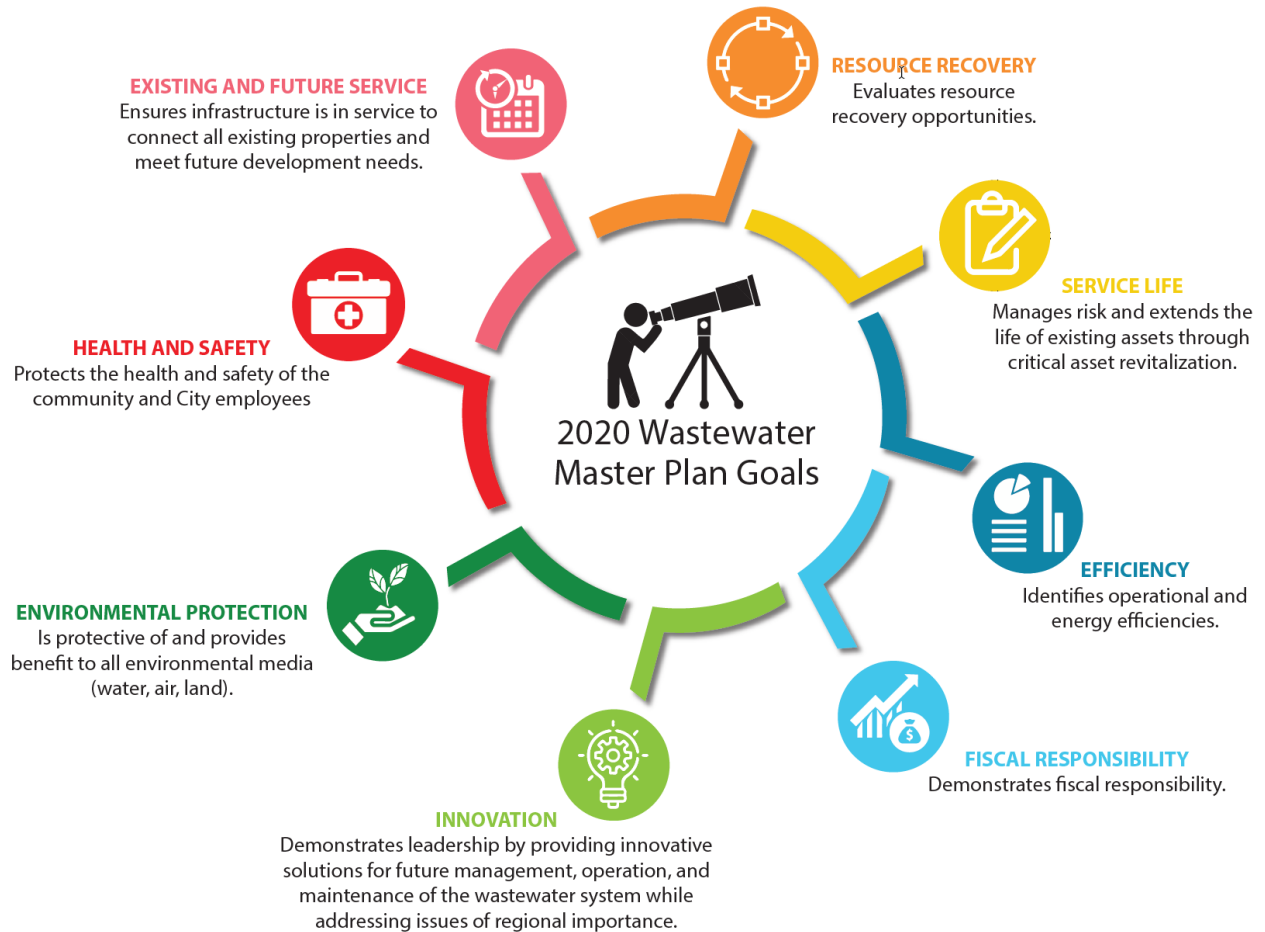 RESOURCE RECOVERY
Evaluates resource
recovery opportunities.
EXISTING AND FUTURE SERVICE
Ensures infrastructure is in service to
connect all existing properties and
meet future development needs.
SERVICE LIFE
Manages risk and extends the
life of existing assets through
critical asset revitalization.
HEALTH AND SAFETY
Protects the health and safety of the
community and City employees
2020 Wastewater
Master Plan Goals
EFFICIENCY
Identifies operational and
energy efficiencies.
ENVIRONMENTAL PROTECTION
Is protective of and provides
benefit to all environmental media
(water, air, land).
$
FISCAL RESPONSIBILITY
Demonstrates fiscal responsibility.
INNOVATION
Demonstrates leadership by providing innovative
solutions for future management, operation, and
maintenance of the wastewater system while
addressing issues of regional importance.